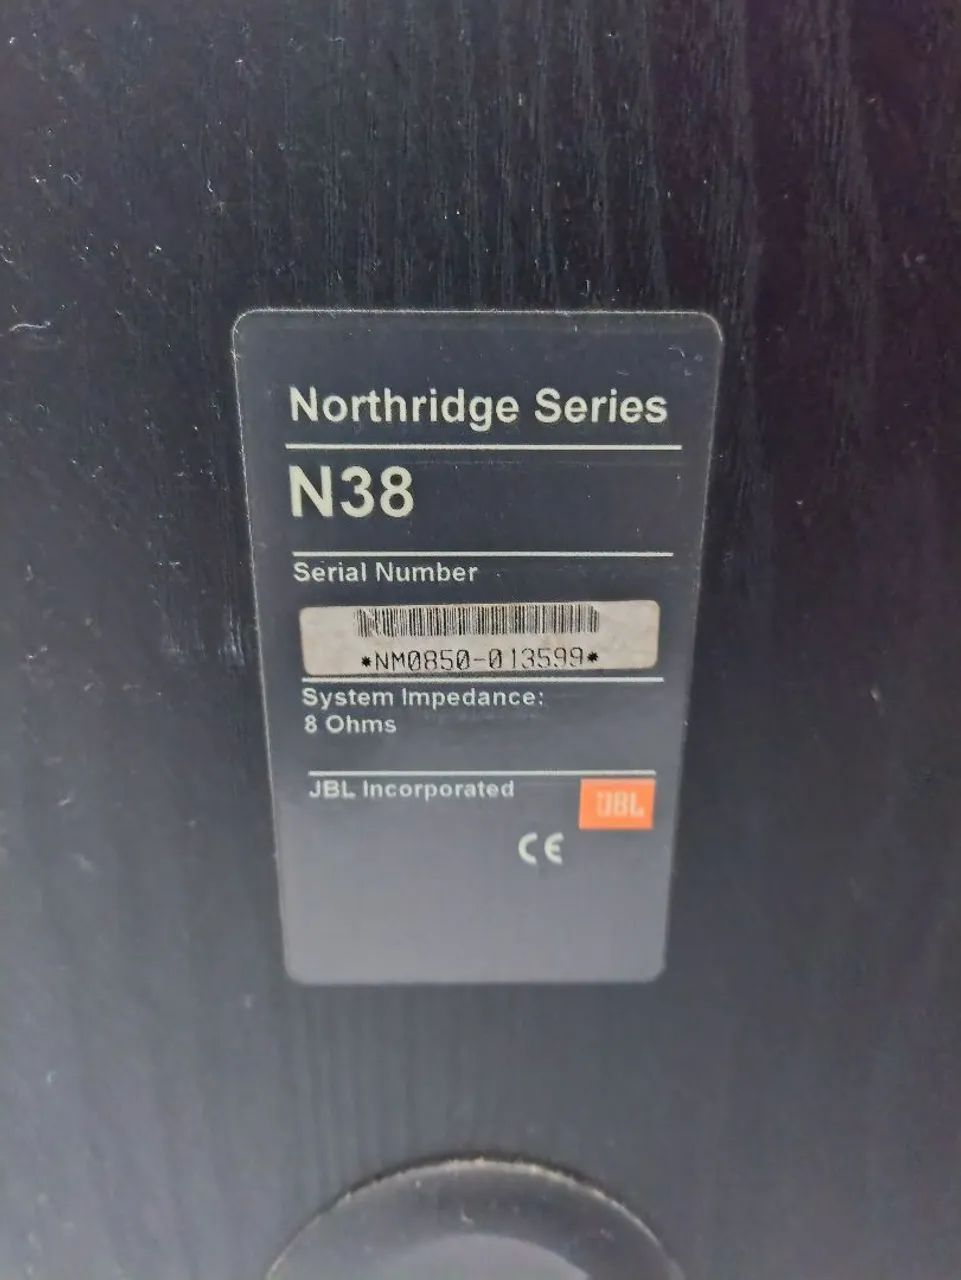 Northridge Series
N38
Serial Number
*NM0850-013599*
System Impedance:
8 Ohms
JBL Incorporated
JBL
CE